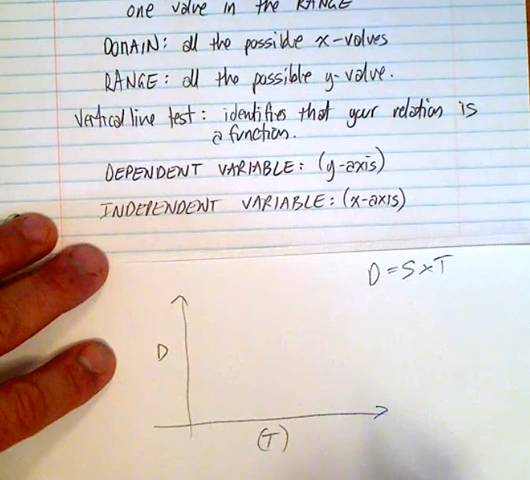 one value in the RANGE
DOMAIN: all the possible x-values
RANGE: all the possible y-value.
Vertical line test: identifies that your relation is
a function.
DEPENDENT VARIABLE: (y-axis)
INDEPENDENT VARIABLE: (x-axis)
D = S x T
D
(T)